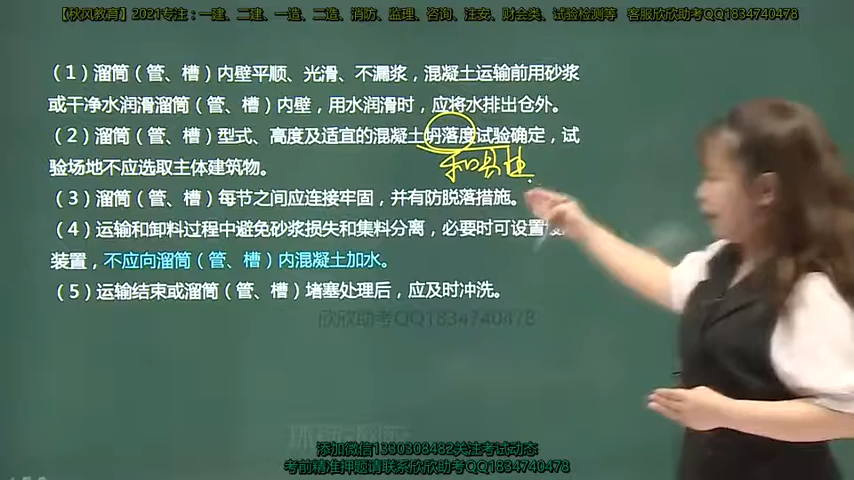 【秋风教育】2021专注：一建、二建、一造、二造、消防、监理、咨询、注安、财会类、试验检测等 客服欣欣助考QQ1834740478
（1）溜筒（管、槽）内壁平顺、光滑、不漏浆，混凝土运输前用砂浆
或干净水润滑溜筒（管、槽）内壁，用水润滑时，应将水排出仓外。
（2）溜筒（管、槽）型式、高度及适宜的混凝土坍落度试验确定，试
验场地不应选取主体建筑物。
和易性
（3）溜筒（管、槽）每节之间应连接牢固，并有防脱落措施。
（4）运输和卸料过程中避免砂浆损失和集料分离，必要时可设置
装置，不应向溜筒（管、槽）内混凝土加水。
（5）运输结束或溜筒（管、槽）堵塞处理后，应及时冲洗。
欣欣助考QQ1834740478
添加微信1330308482关注考试动态
考前精准押题请联系欣欣助考QQ1834740478